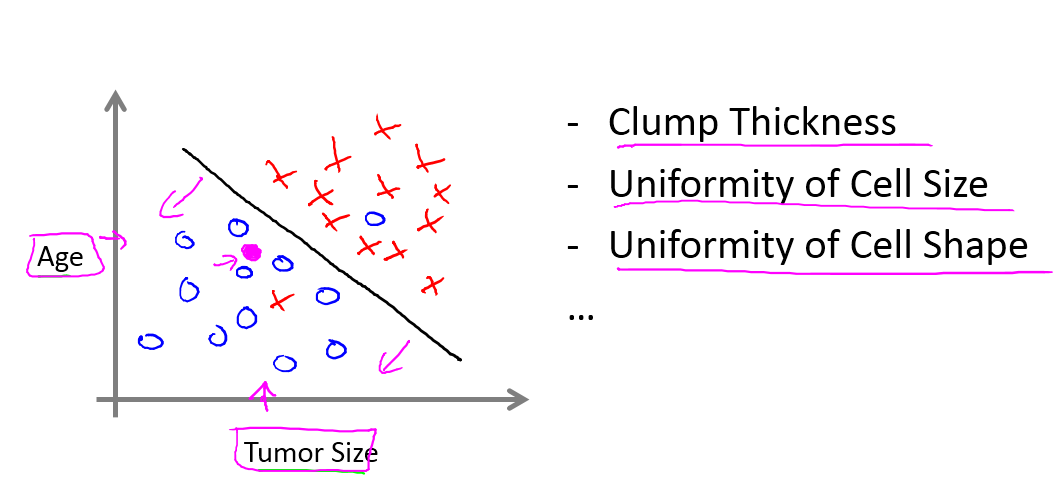 - Clump Thickness
- Uniformity of Cell Size
- Uniformity of Cell Shape
...
Age
Tumor Size